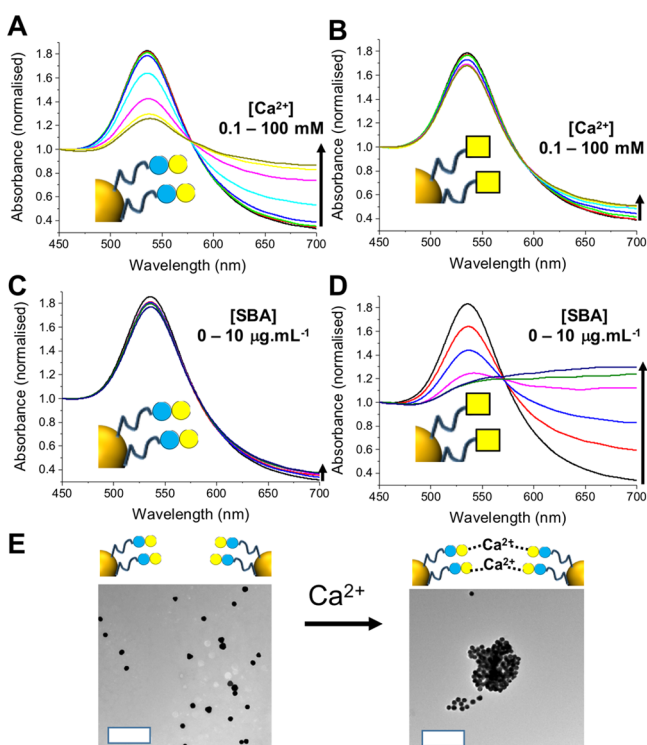 A
Absorbance (normalised)
1.8
1.6
1.4
1.2
1.0
0.8
0.6
0.4
[Ca²⁺]
0.1 – 100 mM
450 500 550 600 650 700
Wavelength (nm)
B
Absorbance (normalised)
1.8
1.6
1.4
1.2
1.0
0.8
0.6
0.4
[Ca²⁺]
0.1 – 100 mM
450 500 550 600 650 700
Wavelength (nm)
C
Absorbance (normalised)
1.8
1.6
1.4
1.2
1.0
0.8
0.6
0.4
[SBA]
0 – 10 µg.mL⁻¹
450 500 550 600 650 700
Wavelength (nm)
D
Absorbance (normalised)
1.8
1.6
1.4
1.2
1.0
0.8
0.6
0.4
[SBA]
0 – 10 µg.mL⁻¹
450 500 550 600 650 700
Wavelength (nm)
E
Ca²⁺
Ca²⁺
Ca²⁺